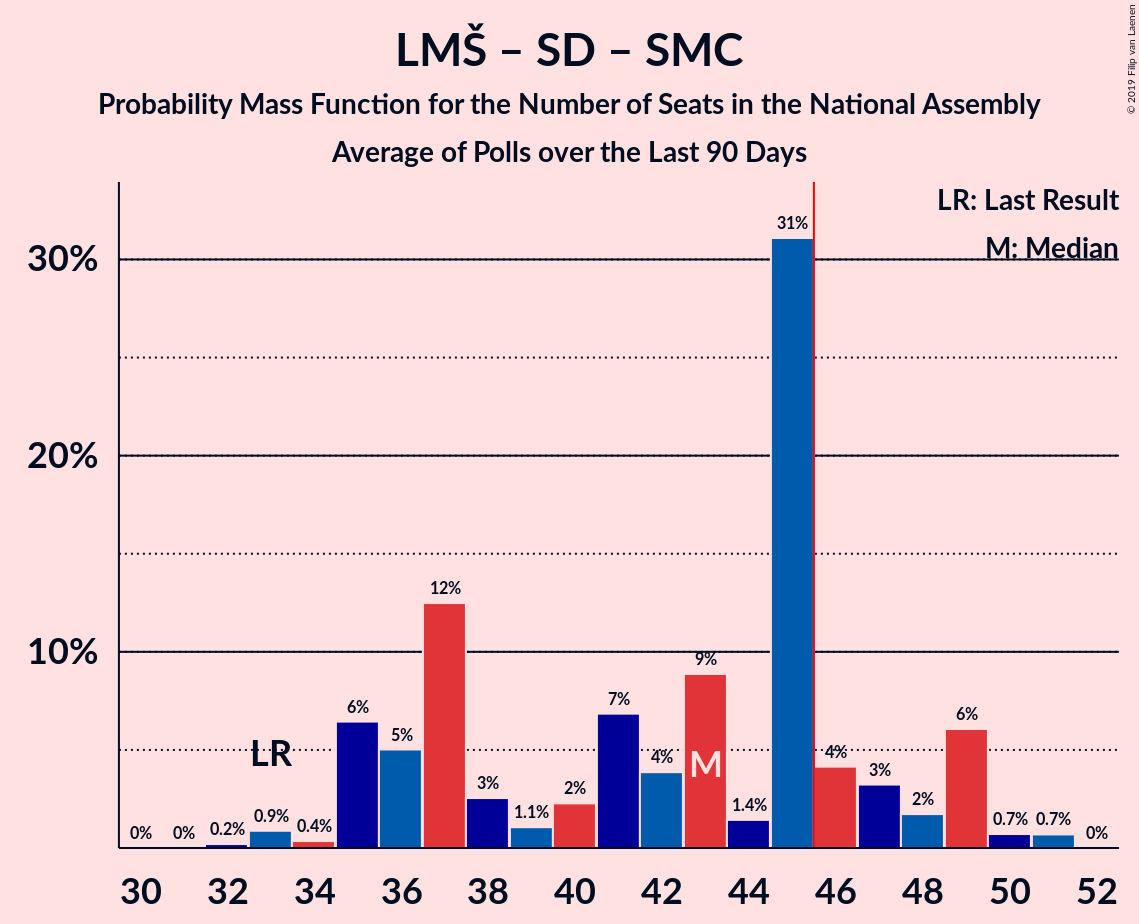 LMŠ – SD – SMC
Probability Mass Function for the Number of Seats in the National Assembly
Average of Polls over the Last 90 Days
© 2019 Filip van Laenen
LR: Last Result
M: Median
30%
20%
10%
0%
0%
0.2%
0.9%
0.4%
6%
5%
12%
3%
1.1%
2%
7%
4%
9%
1.4%
31%
4%
3%
2%
6%
0.7%
0.7%
0%
LR
M
30 32 34 36 38 40 42 44 46 48 50 52